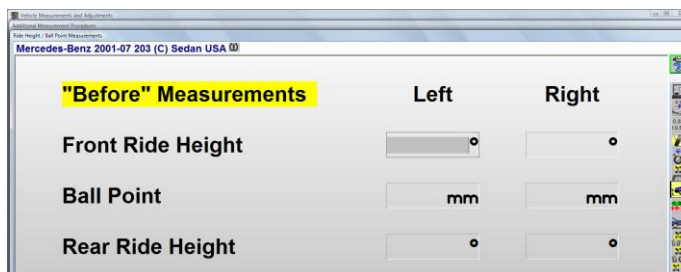 Vehicle Measurements and Adjustments
Additional Measurement Procedures
Ride Height / Ball Point Measurements
Mercedes-Benz 2001-07 203 (C) Sedan USA
"Before" Measurements Left Right
Front Ride Height ° °
Ball Point mm mm
Rear Ride Height ° °